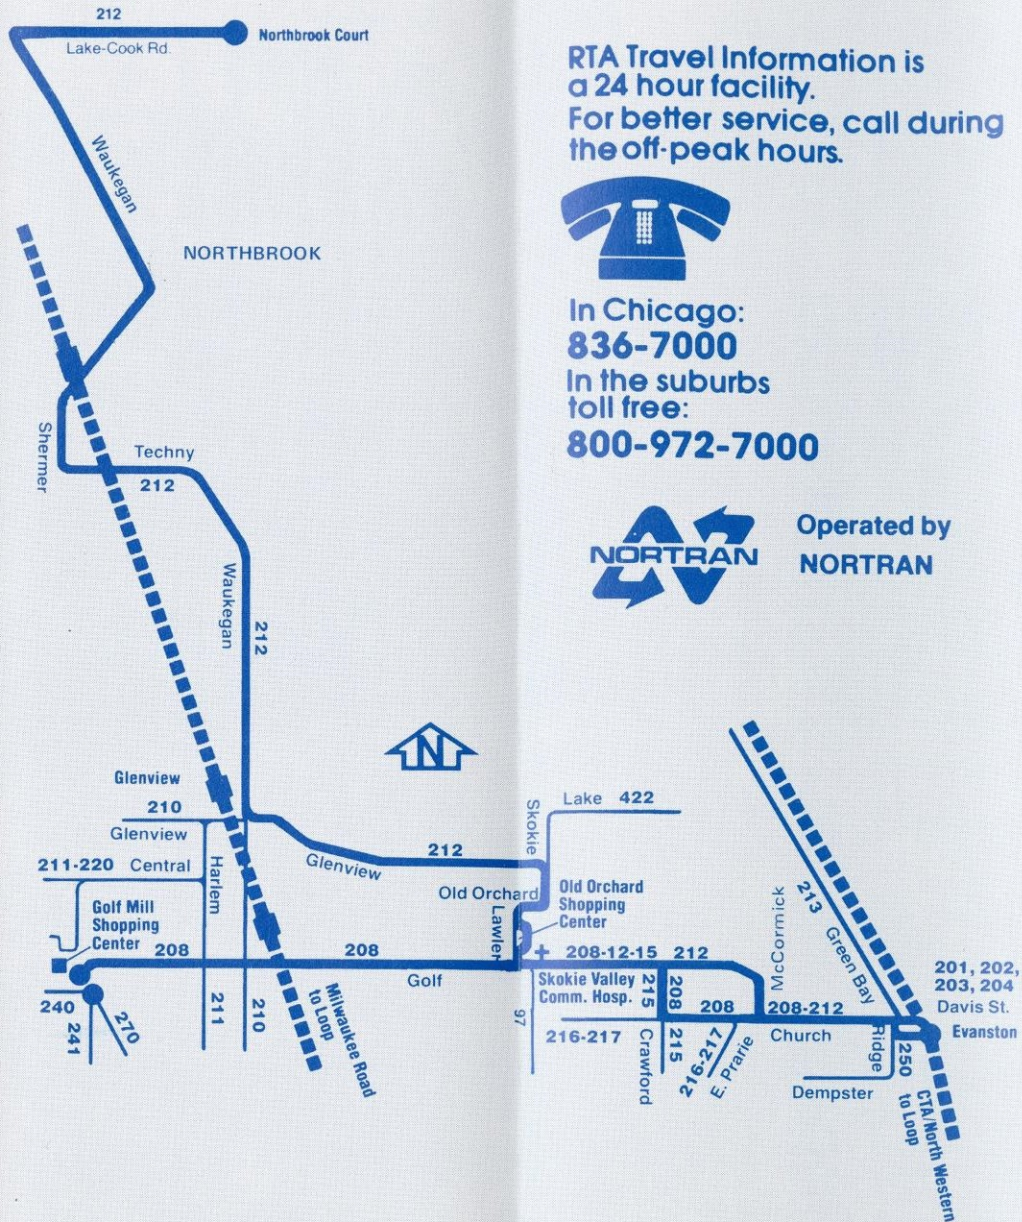 212
Lake-Cook Rd.
Northbrook Court
RTA Travel Information is
a 24 hour facility.
For better service, call during
the off-peak hours.
Waukegan
NORTHBROOK
In Chicago:
836-7000
In the suburbs
toll free:
800-972-7000
Shermer
Techny
212
NORTRAN
Operated by
NORTRAN
Waukegan
212
N
Glenview
210
Glenview
211-220 Central
Harlem
Golf Mill
Shopping
Center
208
208
Golf
240
241
270
211
210
Milwaukee Road
to Loop
Glenview
212
Skokie
Lake 422
Old Orchard
Lawler
Old Orchard
Shopping
Center
208-12-15
212
Skokie Valley
Comm. Hosp.
97
216-217
215
208
Crawford
215
208
216-217
E. Prarie
McCormick
208-212
Church
213
Green Bay
Ridge
250
Dempster
201, 202,
203, 204
Davis St.
Evanston
CTA/North Western
to Loop